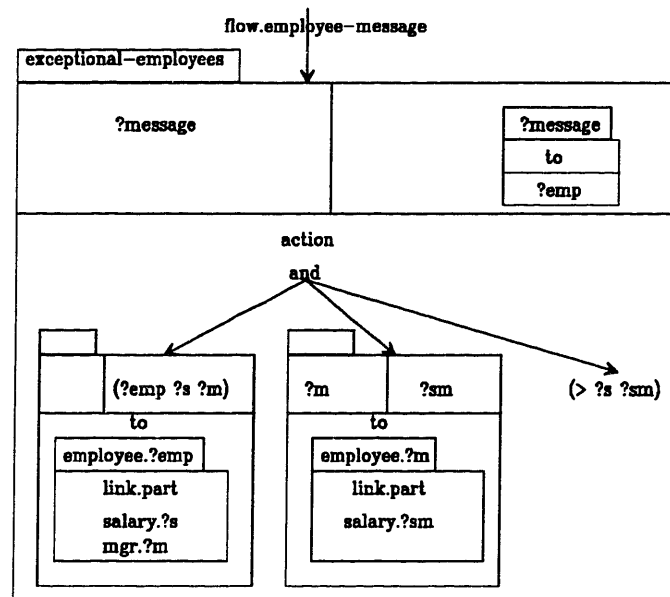 flow.employee-message
exceptional-employees
?message
?message
to
?emp
action
and
(?emp ?s ?m)
?m
?sm
(> ?s ?sm)
to
to
employee.?emp
employee.?m
link.part
link.part
salary.?s
salary.?sm
mgr.?m